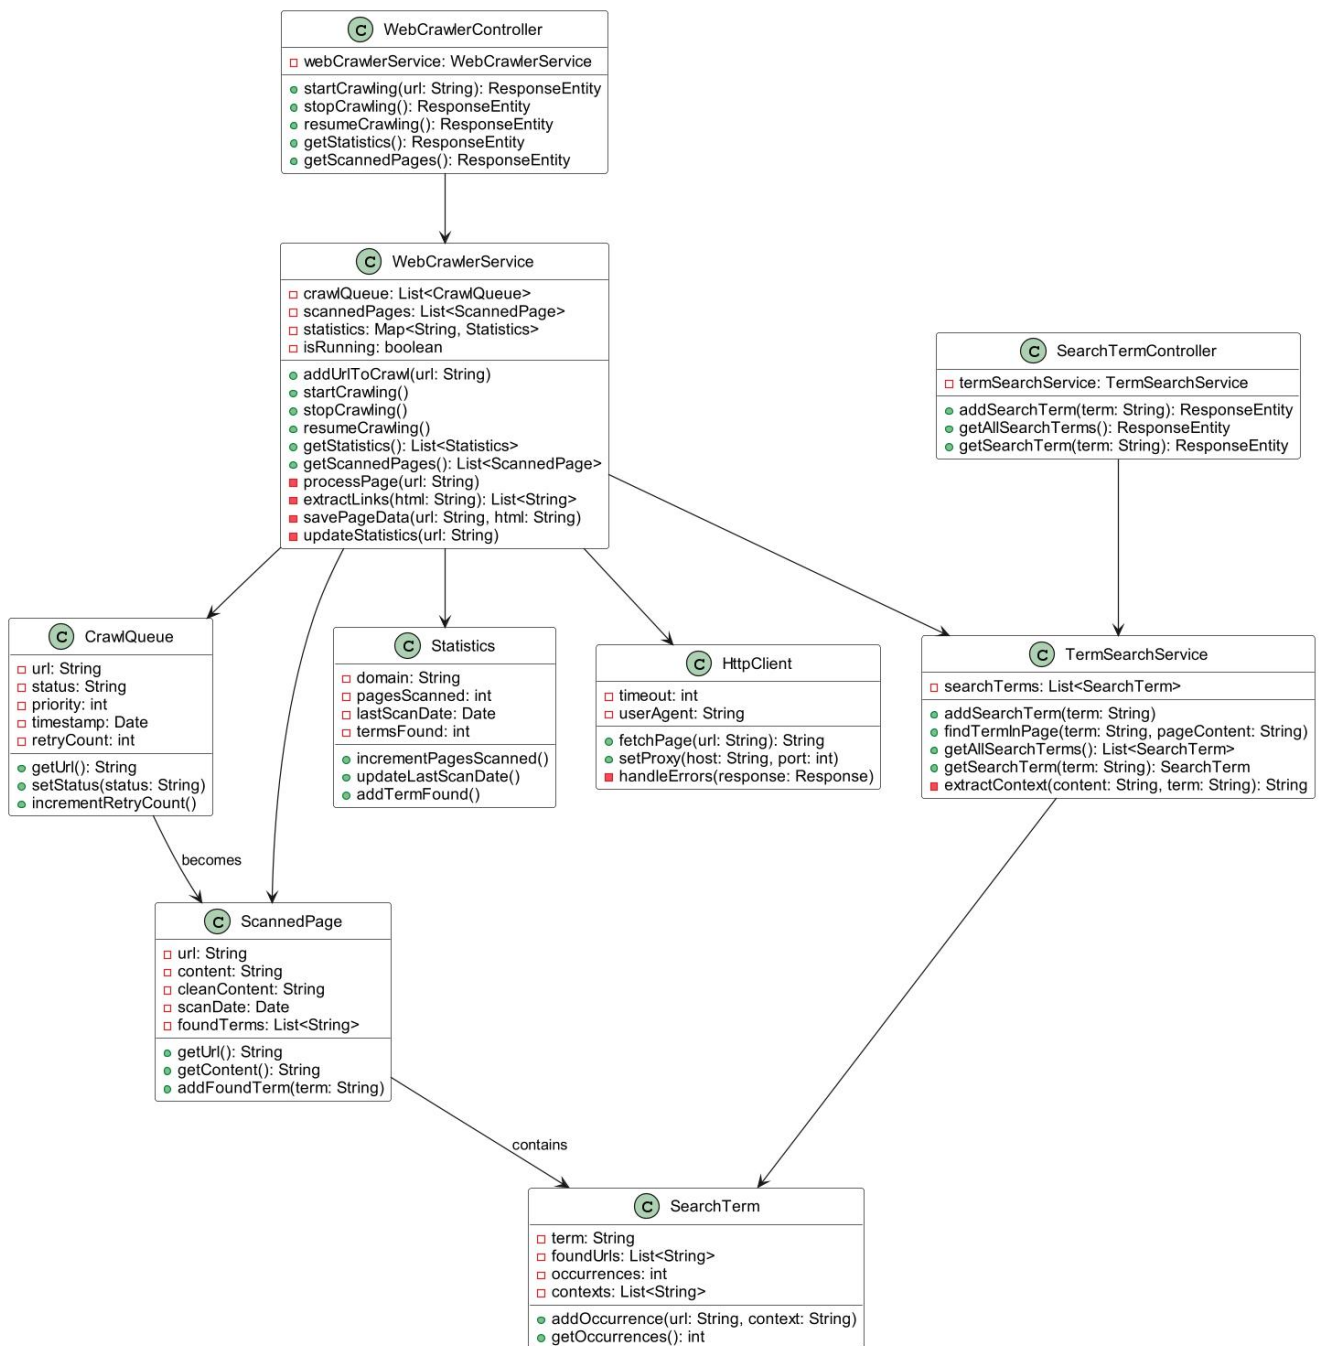 C WebCrawlerController
webCrawlerService: WebCrawlerService
startCrawling(url: String): ResponseEntity
stopCrawling(): ResponseEntity
resumeCrawling(): ResponseEntity
getStatistics(): ResponseEntity
getScannedPages(): ResponseEntity
C WebCrawlerService
crawlQueue: List<CrawlQueue>
scannedPages: List<ScannedPage>
statistics: Map<String, Statistics>
isRunning: boolean
addUrlToCrawl(url: String)
startCrawling()
stopCrawling()
resumeCrawling()
getStatistics(): List<Statistics>
getScannedPages(): List<ScannedPage>
processPage(url: String)
extractLinks(html: String): List<String>
savePageData(url: String, html: String)
updateStatistics(url: String)
C SearchTermController
termSearchService: TermSearchService
addSearchTerm(term: String): ResponseEntity
getAllSearchTerms(): ResponseEntity
getSearchTerm(term: String): ResponseEntity
C CrawlQueue
url: String
status: String
priority: int
timestamp: Date
retryCount: int
getUrl(): String
setStatus(status: String)
incrementRetryCount()
C Statistics
domain: String
pagesScanned: int
lastScanDate: Date
termsFound: int
incrementPagesScanned()
updateLastScanDate()
addTermFound()
C HttpClient
timeout: int
userAgent: String
fetchPage(url: String): String
setProxy(host: String, port: int)
handleErrors(response: Response)
C TermSearchService
searchTerms: List<SearchTerm>
addSearchTerm(term: String)
findTermInPage(term: String, pageContent: String)
getAllSearchTerms(): List<SearchTerm>
getSearchTerm(term: String): SearchTerm
extractContext(content: String, term: String): String
becomes
C ScannedPage
url: String
content: String
cleanContent: String
scanDate: Date
foundTerms: List<String>
getUrl(): String
getContent(): String
addFoundTerm(term: String)
contains
C SearchTerm
term: String
foundUrls: List<String>
occurrences: int
contexts: List<String>
addOccurrence(url: String, context: String)
getOccurrences(): int